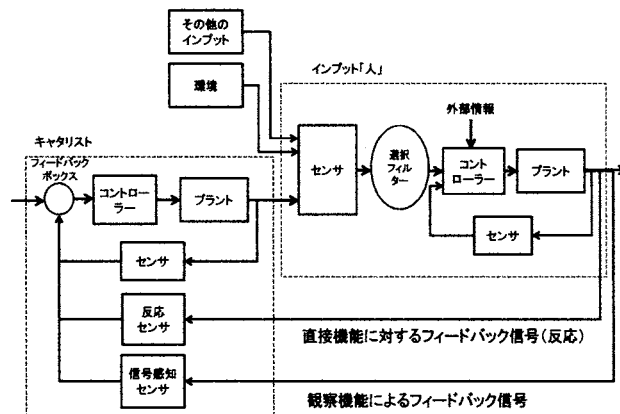 その他の
インプット
環境
インプット「人」
外部情報
センサ
選択
フィル
ター
コント
ローラー
プラント
センサ
キャタリスト
フィードバック
ボックス
コントロー
ラー
プラント
センサ
反応
センサ
信号感知
センサ
直接機能に対するフィードバック信号(反応)
観察機能によるフィードバック信号